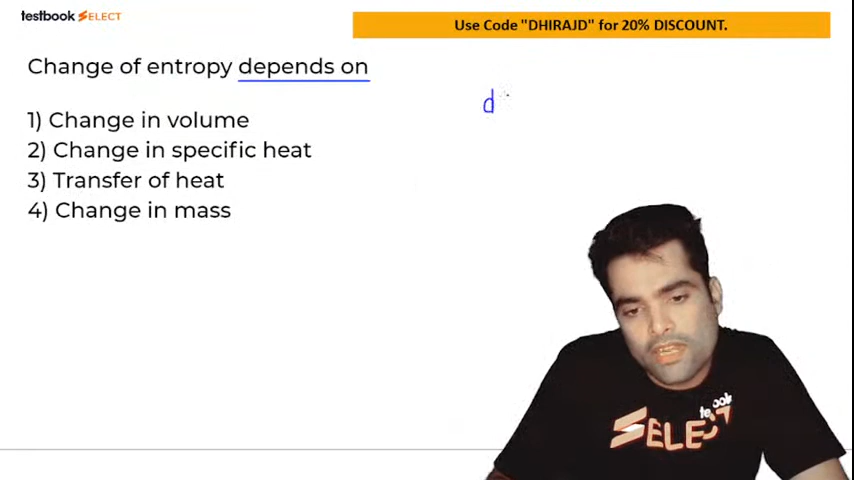 testbook SELECT
Use Code "DHIRAJD" for 20% DISCOUNT.
Change of entropy depends on
d
1) Change in volume
2) Change in specific heat
3) Transfer of heat
4) Change in mass
testbook
SELECT